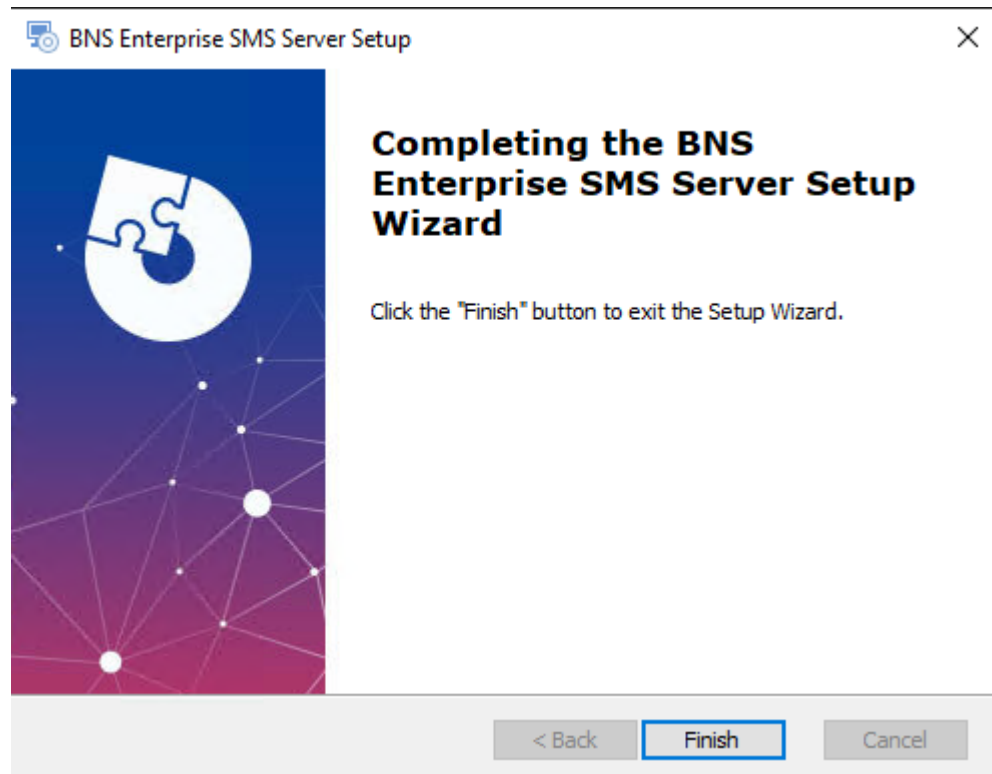 BNS Enterprise SMS Server Setup
Completing the BNS
Enterprise SMS Server Setup
Wizard
Click the "Finish" button to exit the Setup Wizard.
< Back
Finish
Cancel